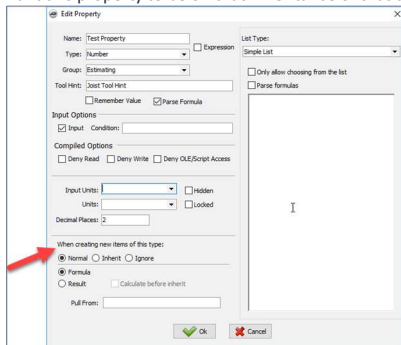 Edit Property
Name: Test Property
Expression
Type: Number
Group: Estimating
Tool Hint: Joist Tool Hint
Remember Value Parse Formula
Input Options
Input Condition:
Compiled Options
Deny Read Deny Write Deny OLE/Script Access
Input Units: Hidden
Units: Locked
Decimal Places: 2
When creating new items of this type:
Normal Inherit Ignore
Formula
Result Calculate before inherit
Pull From:
List Type:
Simple List
Only allow choosing from the list
Parse formulas
Ok Cancel